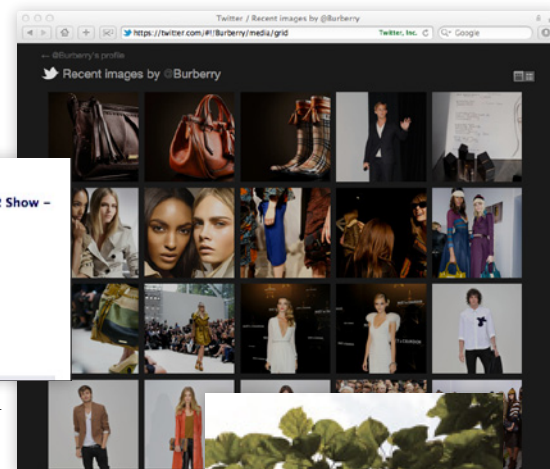 Twitter / Recent images by @Burberry
https://twitter.com/#!/Burberry/media/grid
Twitter, Inc.
Google
← @Burberry's profile
Recent images by @Burberry
Show –